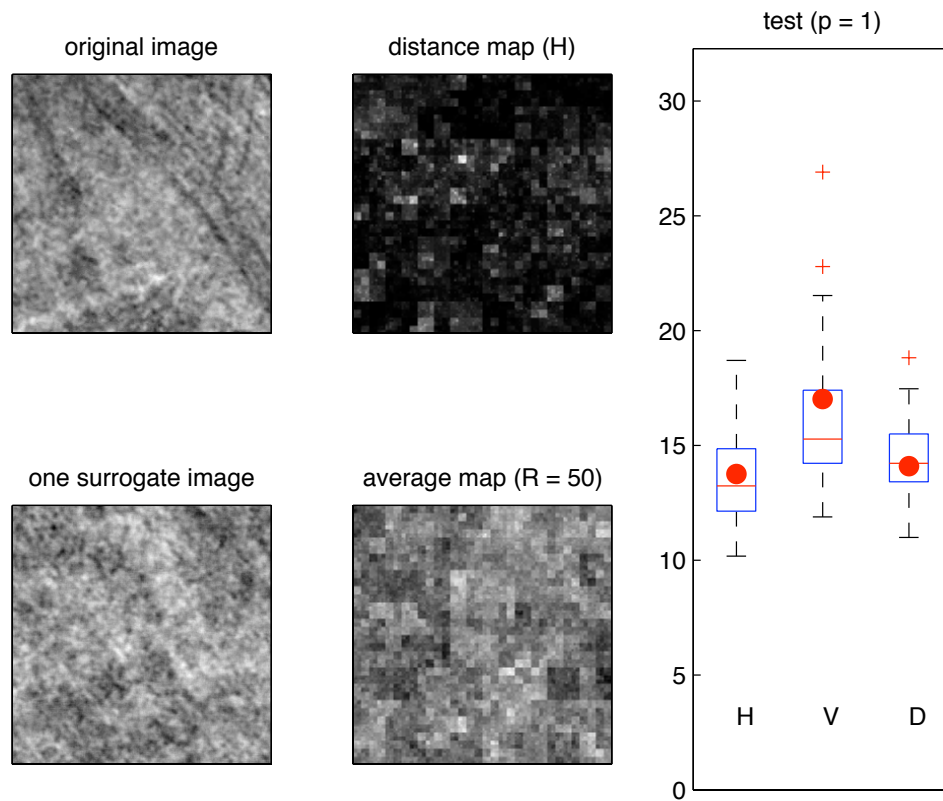 original image
distance map (H)
test (p = 1)
30
25
20
15
10
5
0
H V D
one surrogate image
average map (R = 50)